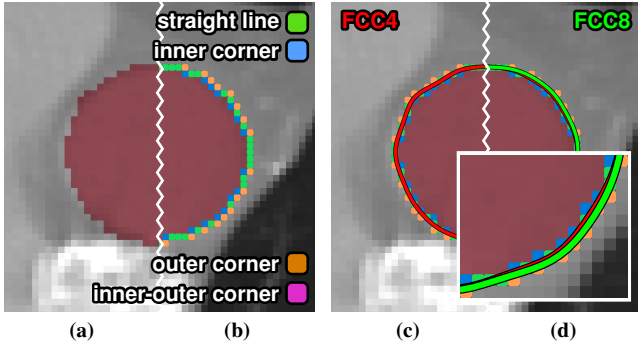 straight line
inner corner
outer corner
inner-outer corner
FCC4
FCC8
(a)
(b)
(c)
(d)